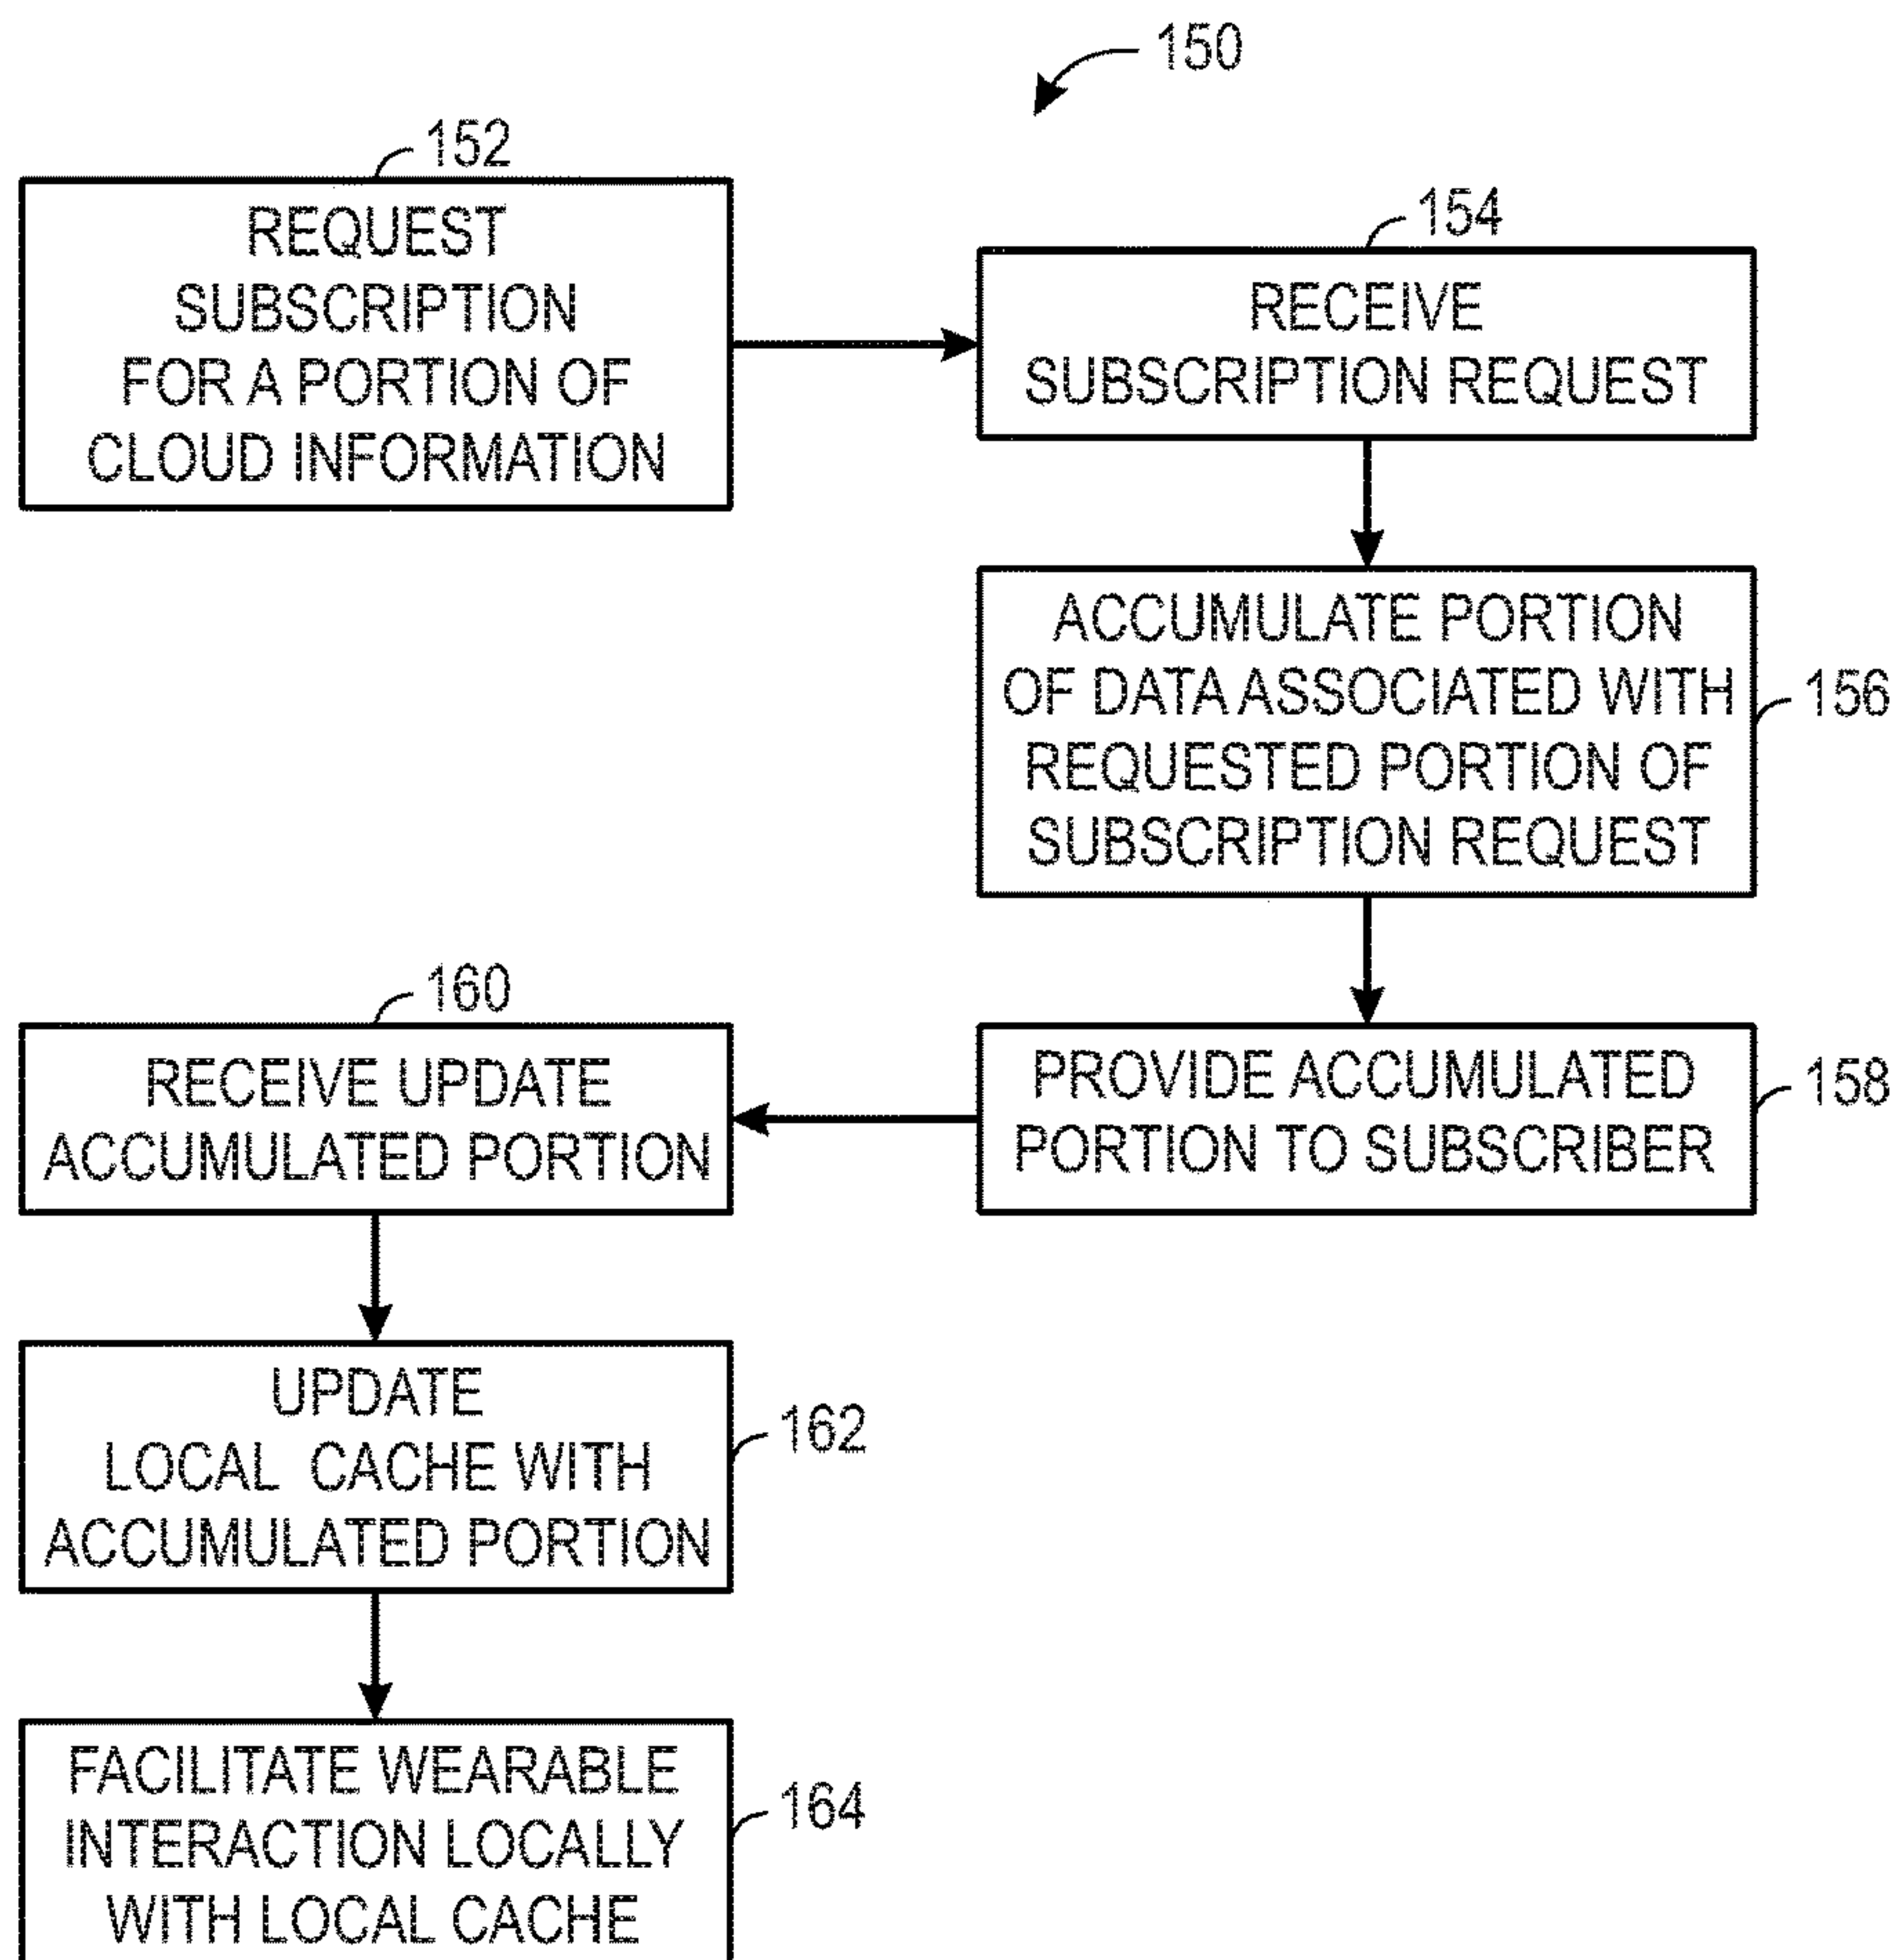 150
152
REQUEST
SUBSCRIPTION
FOR A PORTION OF
CLOUD INFORMATION
154
RECEIVE
SUBSCRIPTION REQUEST
ACCUMULATE PORTION
OF DATA ASSOCIATED WITH
REQUESTED PORTION OF
SUBSCRIPTION REQUEST
156
PROVIDE ACCUMULATED
PORTION TO SUBSCRIBER
158
160
RECEIVE UPDATE
ACCUMULATED PORTION
UPDATE
LOCAL CACHE WITH
ACCUMULATED PORTION
162
FACILITATE WEARABLE
INTERACTION LOCALLY
WITH LOCAL CACHE
164